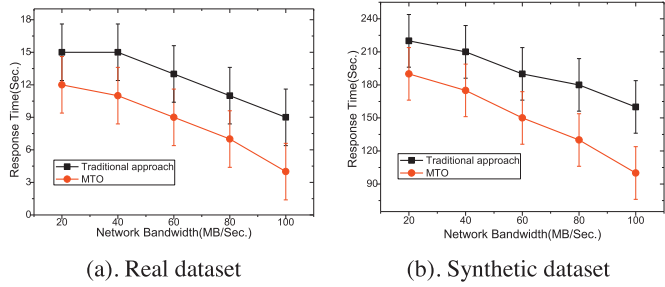 18
15
12
9
6
3
0
Response Time(Sec.)
Traditional approach
MTO
20 40 60 80 100
Network Bandwidth(MB/Sec.)
(a). Real dataset
240
210
180
150
120
90
Response Time(Sec.)
Traditional approach
MTO
20 40 60 80 100
Network Bandwidth(MB/Sec.)
(b). Synthetic dataset